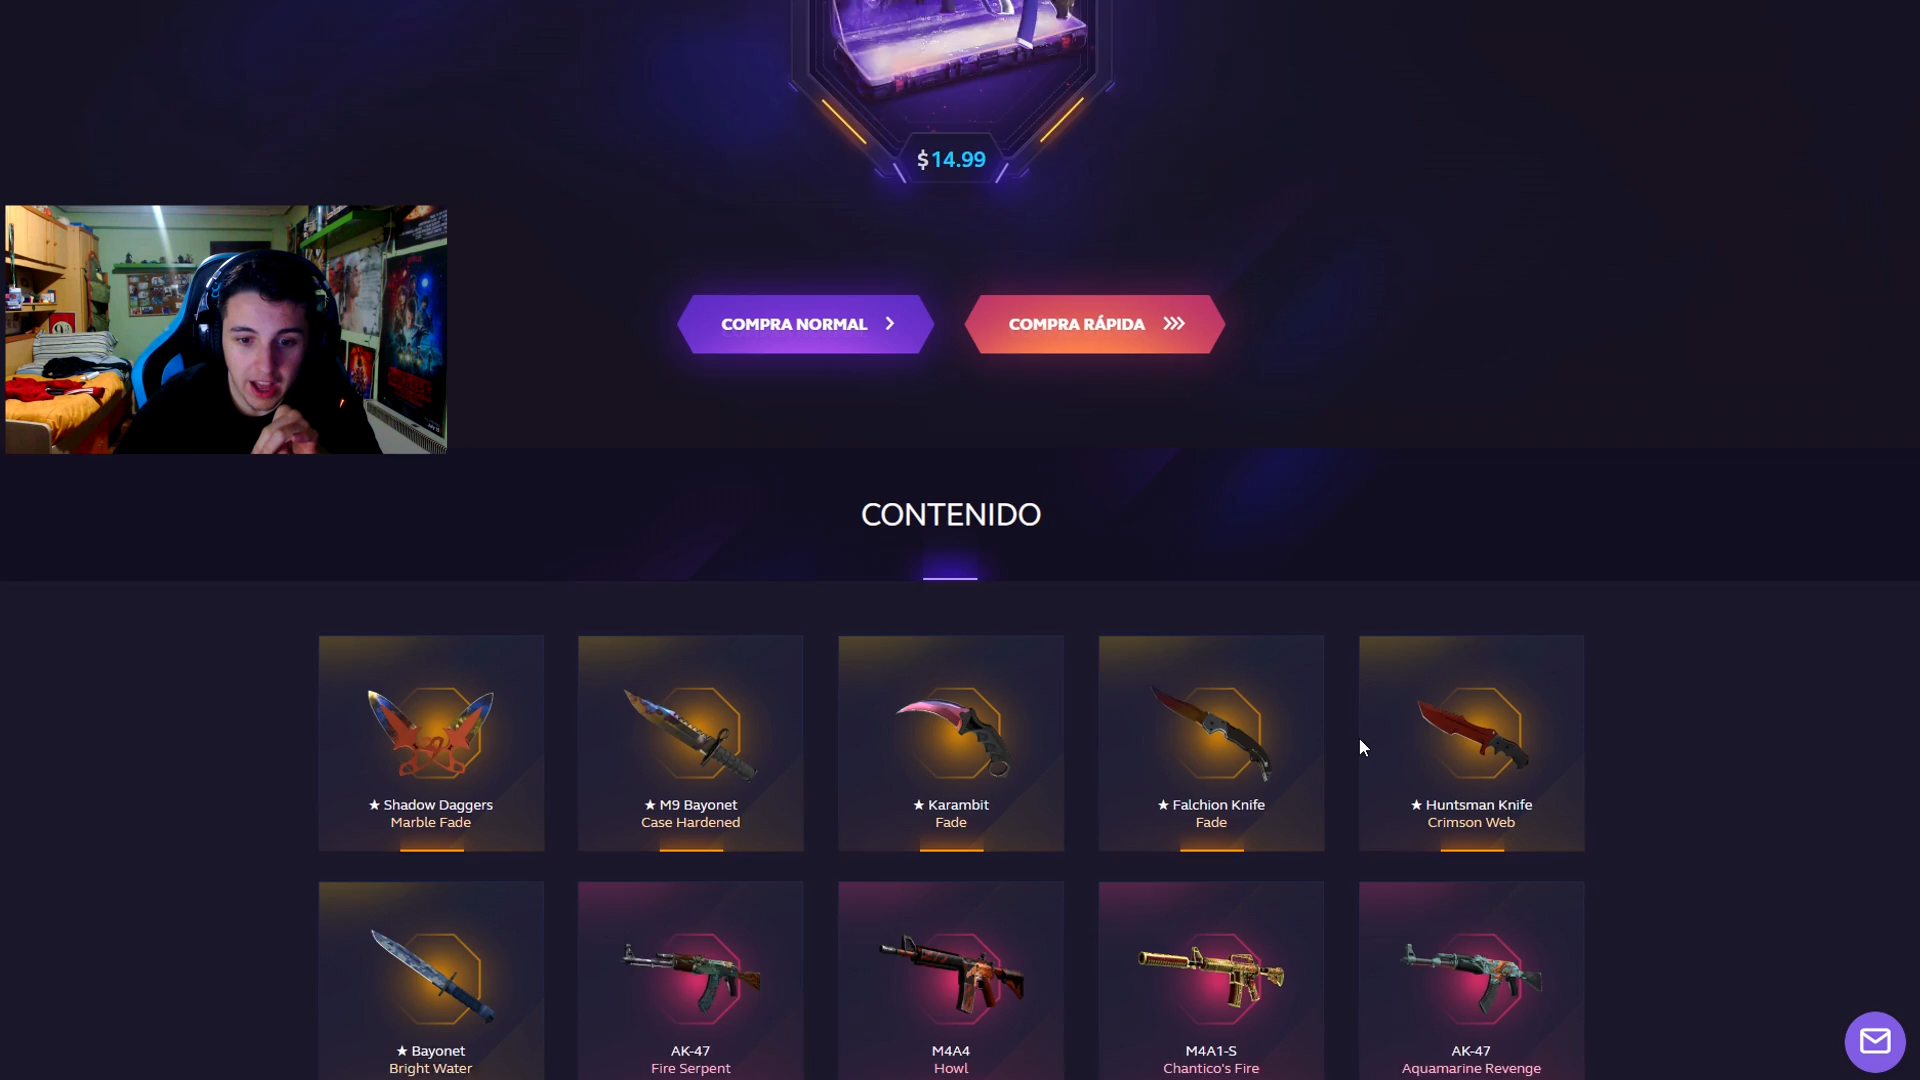 $14.99
COMPRA NORMAL
COMPRA RÁPIDA
CONTENIDO
★ Shadow Daggers
Marble Fade
★ M9 Bayonet
Case Hardened
★ Karambit
Fade
★ Falchion Knife
Fade
★ Huntsman Knife
Crimson Web
★ Bayonet
Bright Water
AK-47
Fire Serpent
M4A4
Howl
M4A1-S
Chantico's Fire
AK-47
Aquamarine Revenge